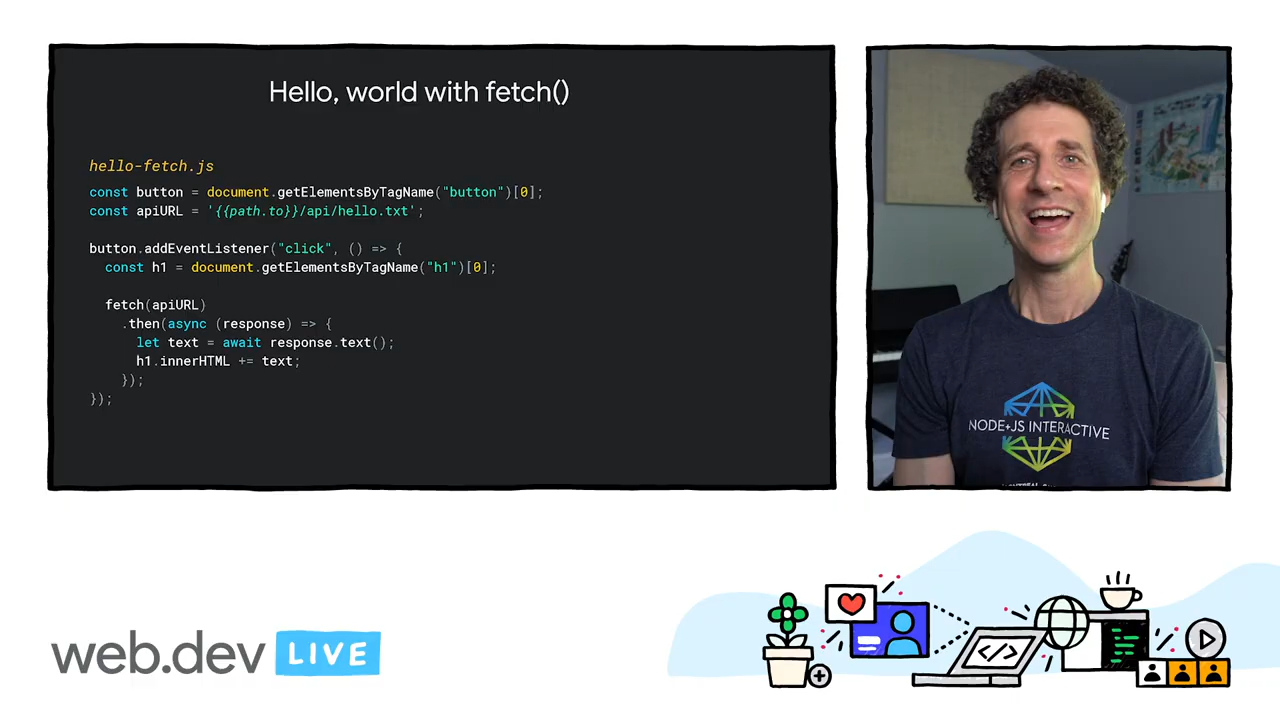 Hello, world with fetch()
hello-fetch.js
const button = document.getElementsByTagName("button")[0];
const apiURL = '{{path.to}}/api/hello.txt';
button.addEventListener("click", () => {
const h1 = document.getElementsByTagName("h1")[0];
fetch(apiURL)
.then(async (response) => {
let text = await response.text();
h1.innerHTML += text;
});
});
NODE+JS INTERACTIVE
web.dev LIVE
</>